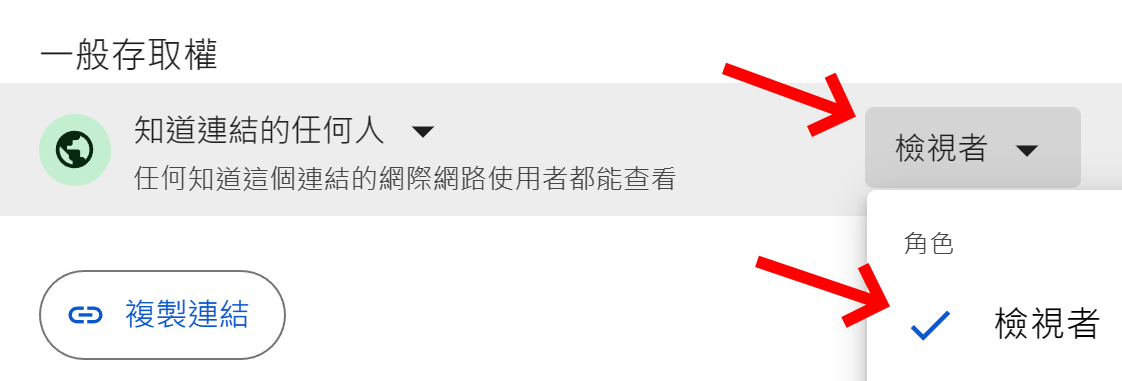 一般存取權
知道連結的任何人
任何知道這個連結的網際網路使用者都能查看
檢視者
角色
檢視者
複製連結